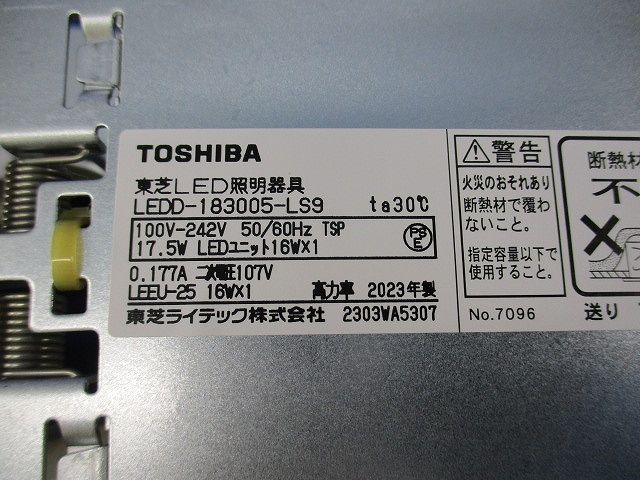 TOSHIBA
東芝LED照明器具
LEDD-183005-LS9 ta30℃
100V-242V 50/60Hz TSP
17.5W LEDユニット16W×1
PS
E
0.177A 二次電圧107V
LEEU-25 16W×1 高力率 2023年製
東芝ライテック株式会社 2303WA5307
警告
火災のおそれあり
断熱材で覆わ
ないこと。
指定容量以下で
使用すること。
No.7096
断熱材
不
送り